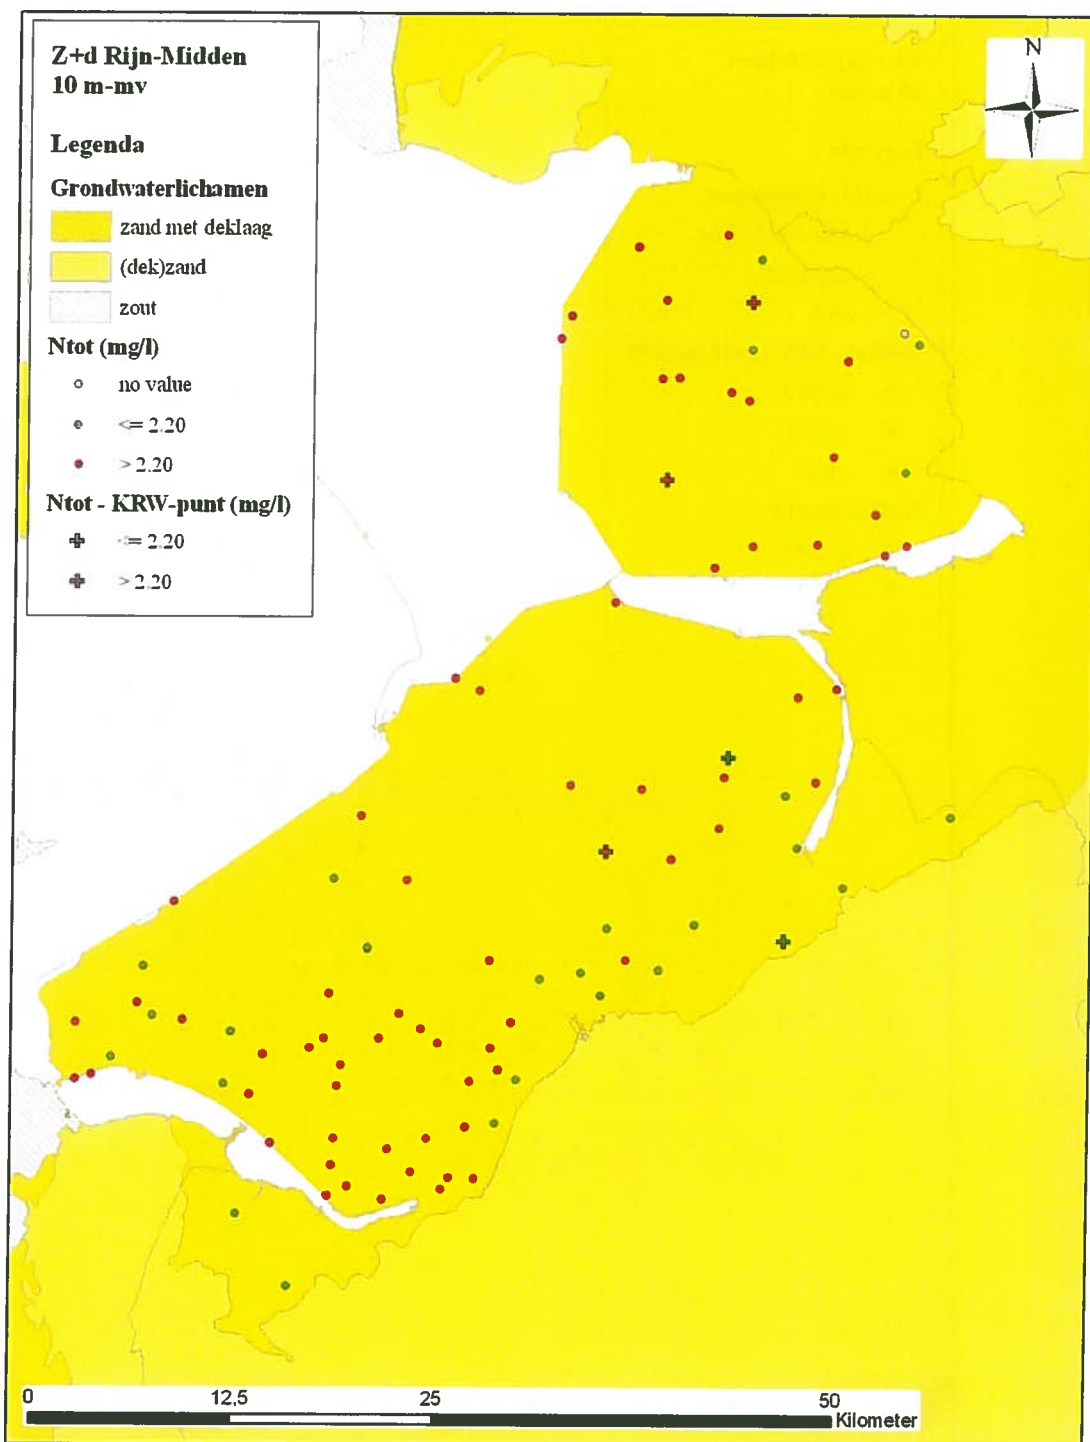 Z+d Rijn-Midden
10 m-mv
Legenda
Grondwaterlichamen
zand met deklaag
(dek)zand
zout
Ntot (mg/l)
no value
<= 2.20
> 2.20
Ntot - KRW-punt (mg/l)
<= 2.20
> 2.20
N
0 12,5 25 50
Kilometer